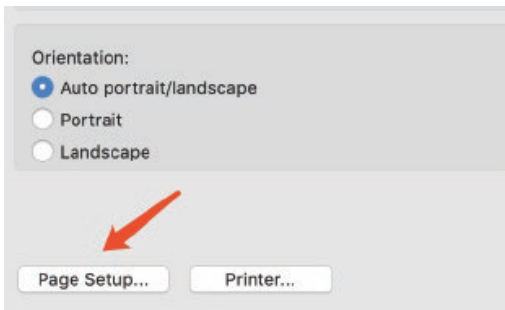 Orientation:
Auto portrait/landscape
Portrait
Landscape
Page Setup... Printer...